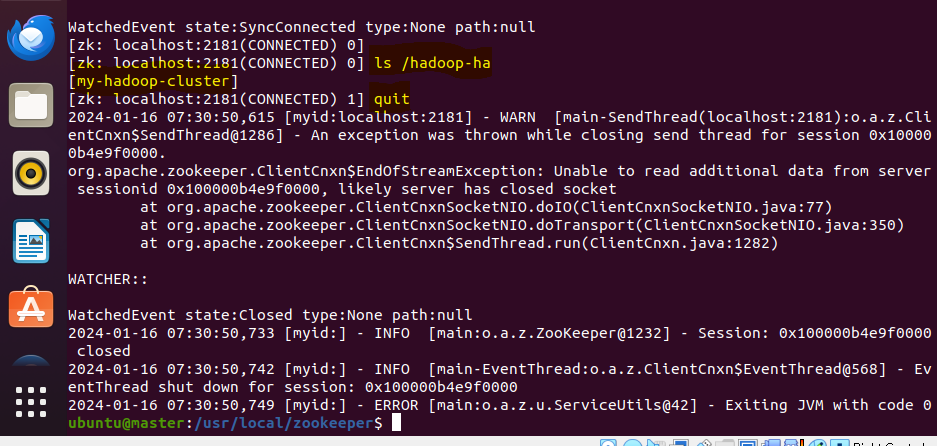 WatchedEvent state:SyncConnected type:None path:null
[zk: localhost:2181(CONNECTED) 0]
[zk: localhost:2181(CONNECTED) 0] ls /hadoop-ha
[my-hadoop-cluster]
[zk: localhost:2181(CONNECTED) 1] quit
2024-01-16 07:30:50,615 [myid:localhost:2181] - WARN  [main-SendThread(localhost:2181):o.a.z.Cli
entCnxn$SendThread@1286] - An exception was thrown while closing send thread for session 0x10000
0b4e9f0000.
org.apache.zookeeper.ClientCnxn$EndOfStreamException: Unable to read additional data from server
 sessionid 0x100000b4e9f0000, likely server has closed socket
        at org.apache.zookeeper.ClientCnxnSocketNIO.doIO(ClientCnxnSocketNIO.java:77)
        at org.apache.zookeeper.ClientCnxnSocketNIO.doTransport(ClientCnxnSocketNIO.java:350)
        at org.apache.zookeeper.ClientCnxn$SendThread.run(ClientCnxn.java:1282)
WATCHER::
WatchedEvent state:Closed type:None path:null
2024-01-16 07:30:50,733 [myid:] - INFO  [main:o.a.z.ZooKeeper@1232] - Session: 0x100000b4e9f0000
 closed
2024-01-16 07:30:50,742 [myid:] - INFO  [main-EventThread:o.a.z.ClientCnxn$EventThread@568] - Ev
entThread shut down for session: 0x100000b4e9f0000
2024-01-16 07:30:50,749 [myid:] - ERROR [main:o.a.z.u.ServiceUtils@42] - Exiting JVM with code 0
ubuntu@master:/usr/local/zookeeper$